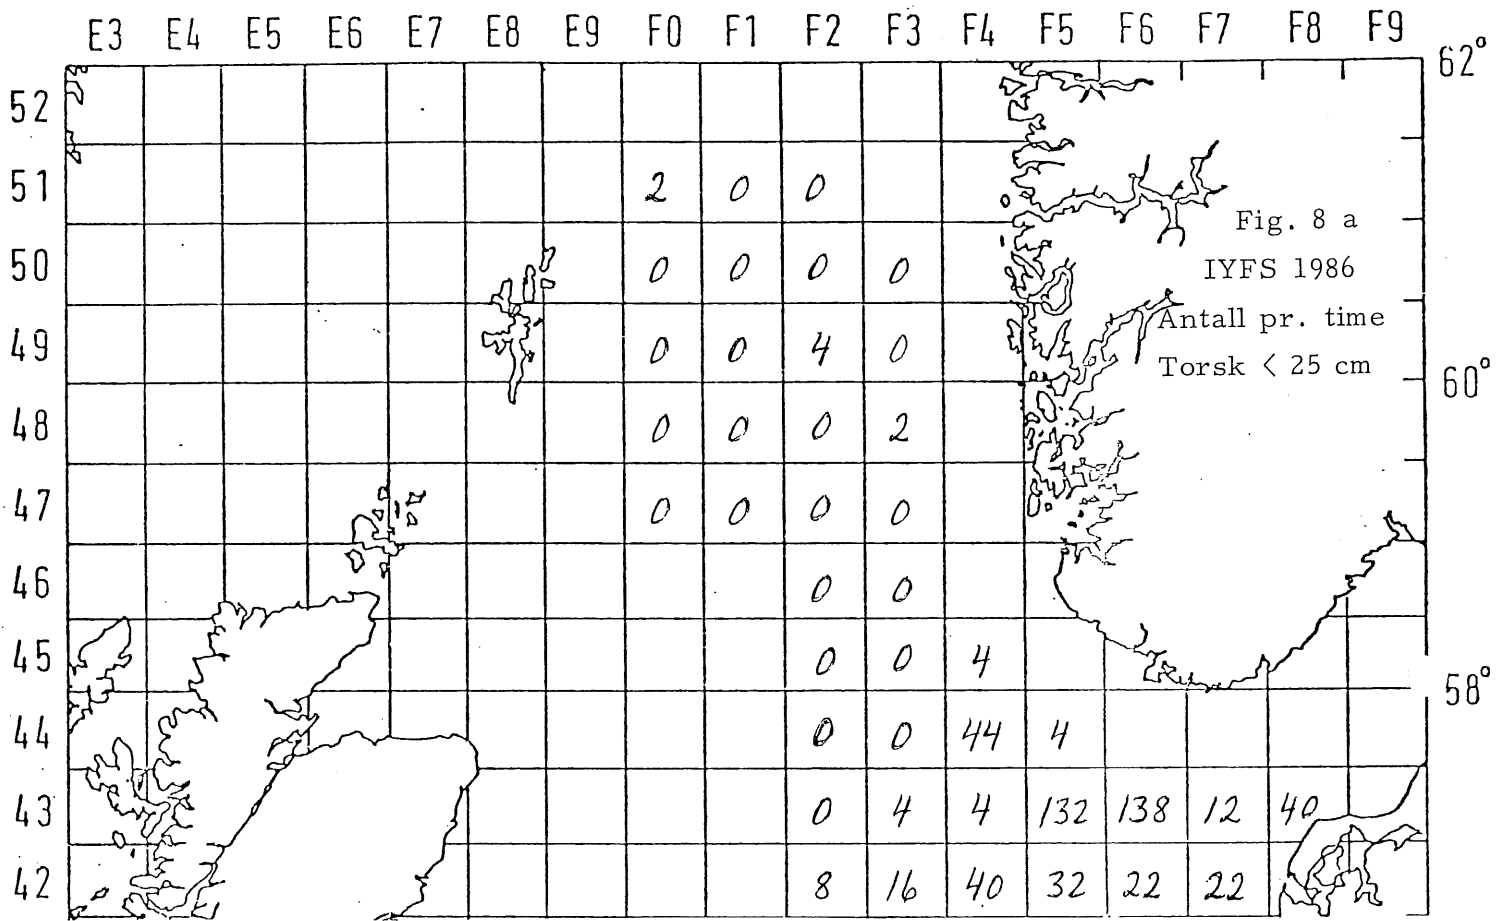 E3 E4 E5 E6 E7 E8 E9 F0 F1 F2 F3 F4 F5 F6 F7 F8 F9
62°
52
51 2 0 0
Fig. 8 a
50 0 0 0 0
IYFS 1986
Antall pr. time
49 0 0 4 0
Torsk < 25 cm
60°
48 0 0 0 2
47 0 0 0 0
46 0 0
45 0 0 4
58°
44 0 0 44 4
43 0 4 4 132 138 12 40
42 8 16 40 32 22 22